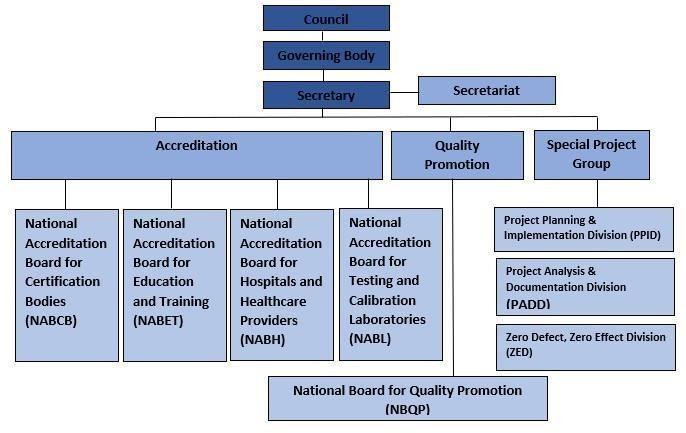 Council
Governing Body
Secretary
Secretariat
Accreditation
Quality
Promotion
Special Project
Group
National
Accreditation
Board for
Certification
Bodies
(NABCB)
National
Accreditation
Board for
Education
and Training
(NABET)
National
Accreditation
Board for
Hospitals and
Healthcare
Providers
(NABH)
National
Accreditation
Board for
Testing and
Calibration
Laboratories
(NABL)
Project Planning &
Implementation Division (PPID)
Project Analysis &
Documentation Division
(PADD)
Zero Defect, Zero Effect Division
(ZED)
National Board for Quality Promotion
(NBQP)